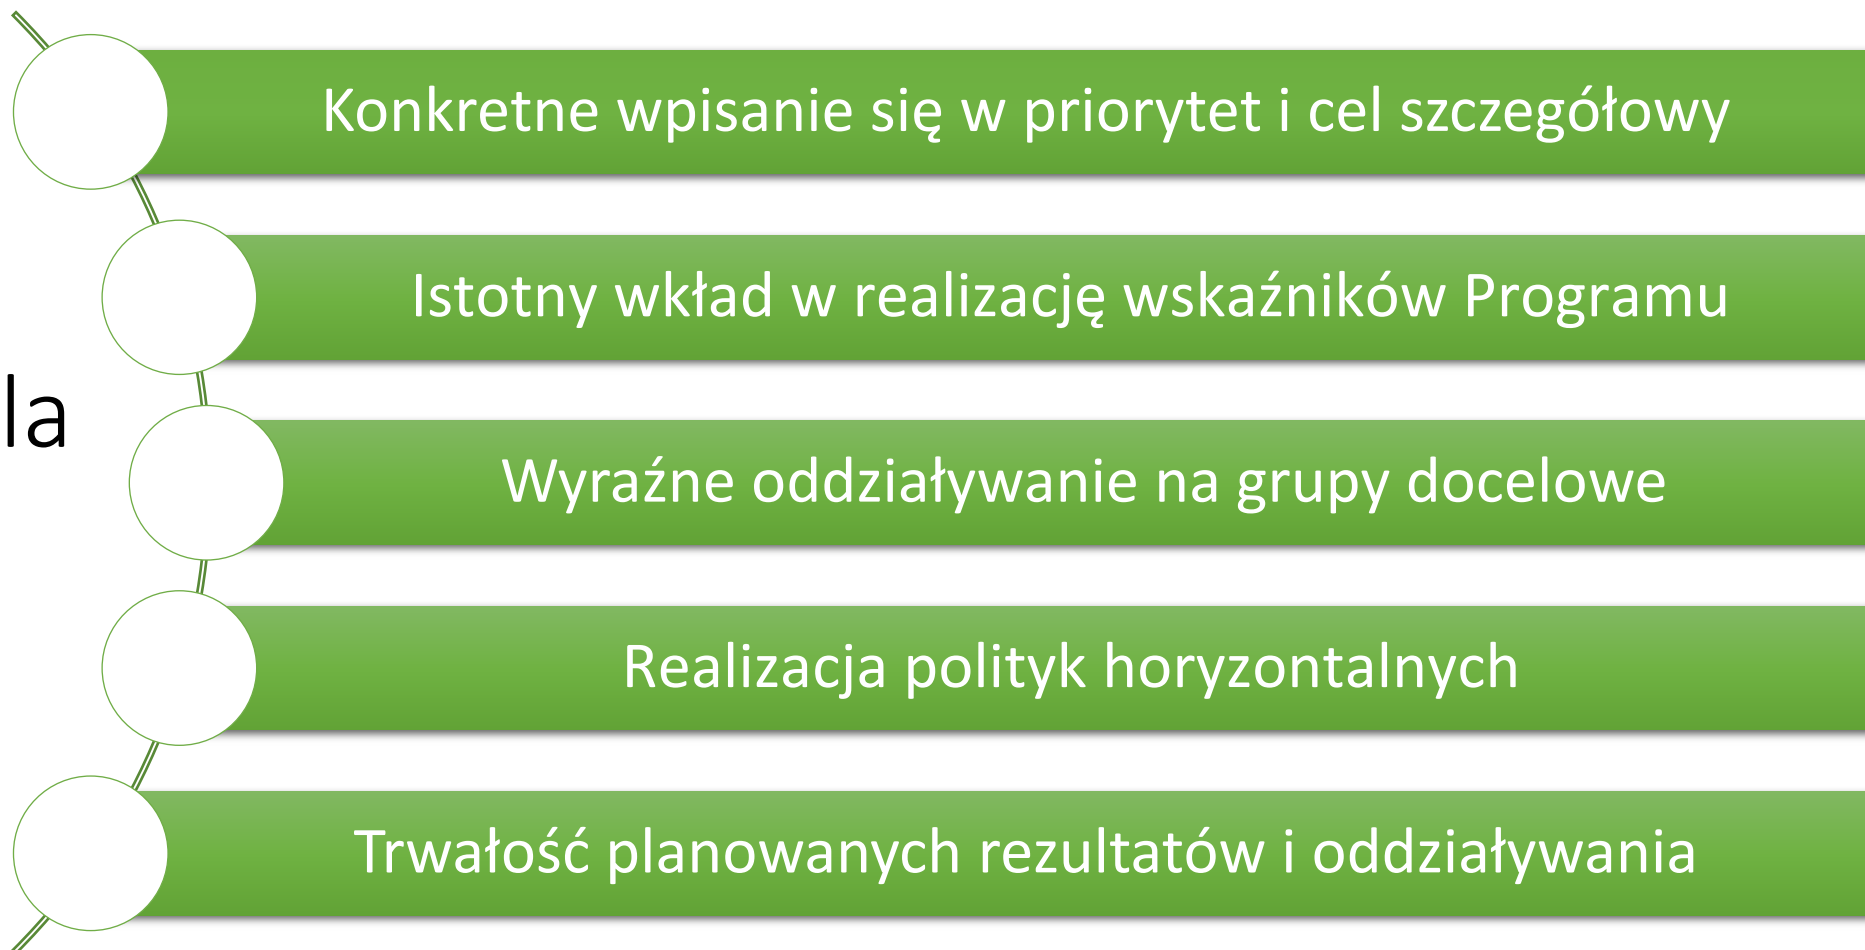 Konkretne wpisanie się w priorytet i cel szczegółowy
Istotny wkład w realizację wskaźników Programu
la
Wyraźne oddziaływanie na grupy docelowe
Realizacja polityk horyzontalnych
Trwałość planowanych rezultatów i oddziaływania